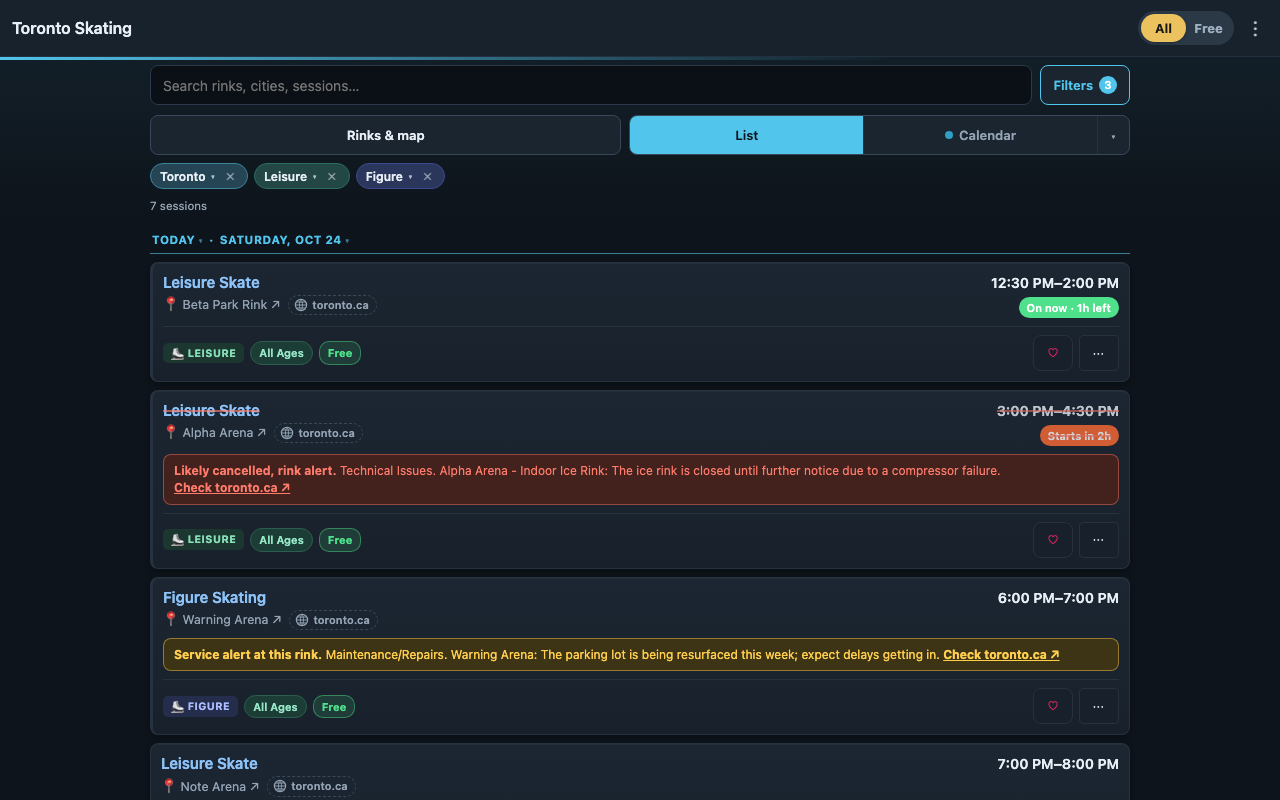 Toronto Skating
All Free
Search rinks, cities, sessions...
Filters 3
Rinks & map
List
Calendar
Toronto
Leisure
Figure
7 sessions
TODAY · SATURDAY, OCT 24
Leisure Skate 12:30 PM–2:00 PM
Beta Park Rink ↗ toronto.ca On now · 1h left
LEISURE All Ages Free
Leisure Skate 3:00 PM–4:30 PM
Alpha Arena ↗ toronto.ca Starts in 2h
Likely cancelled, rink alert. Technical Issues. Alpha Arena - Indoor Ice Rink: The ice rink is closed until further notice due to a compressor failure.
Check toronto.ca ↗
LEISURE All Ages Free
Figure Skating 6:00 PM–7:00 PM
Warning Arena ↗ toronto.ca
Service alert at this rink. Maintenance/Repairs. Warning Arena: The parking lot is being resurfaced this week; expect delays getting in. Check toronto.ca ↗
FIGURE All Ages Free
Leisure Skate 7:00 PM–8:00 PM
Note Arena ↗ toronto.ca